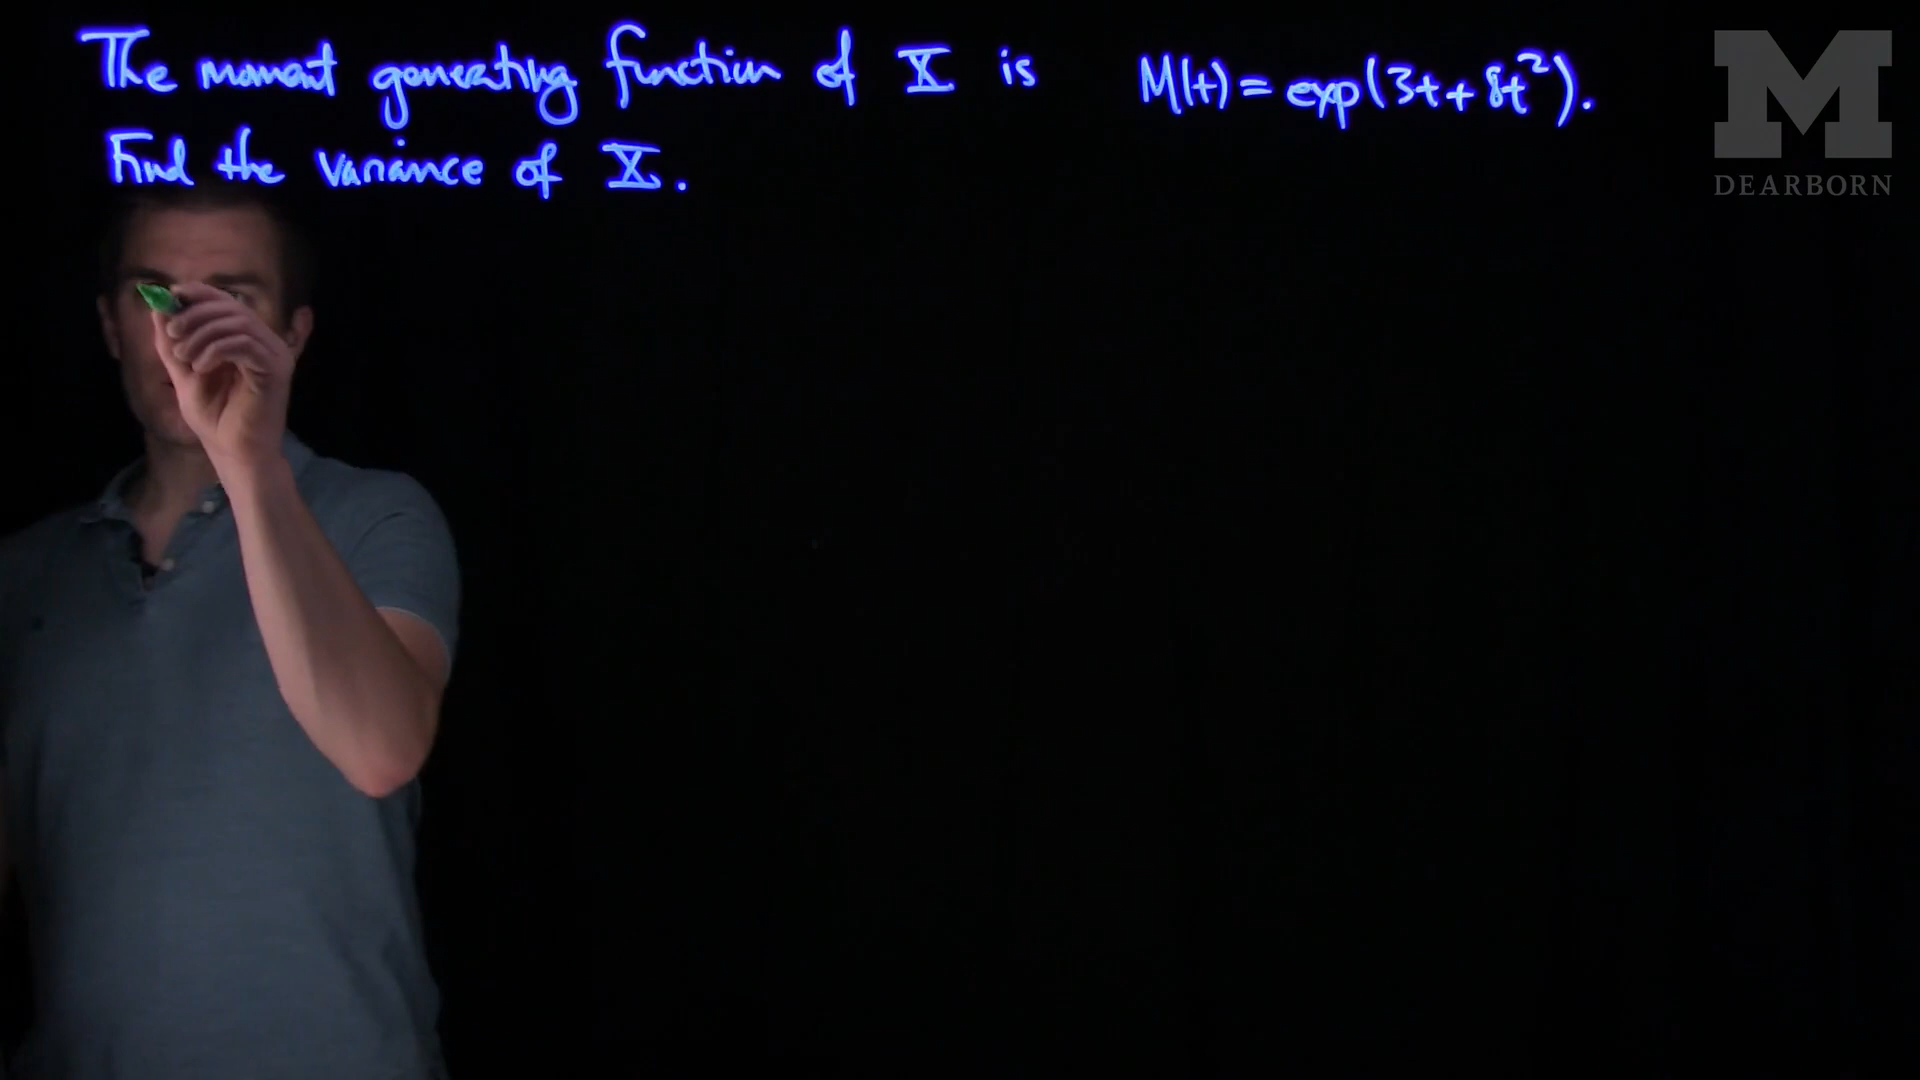 The moment generating function of X is M(t) = exp(3t + 8t²).
Find the variance of X.
M
DEARBORN